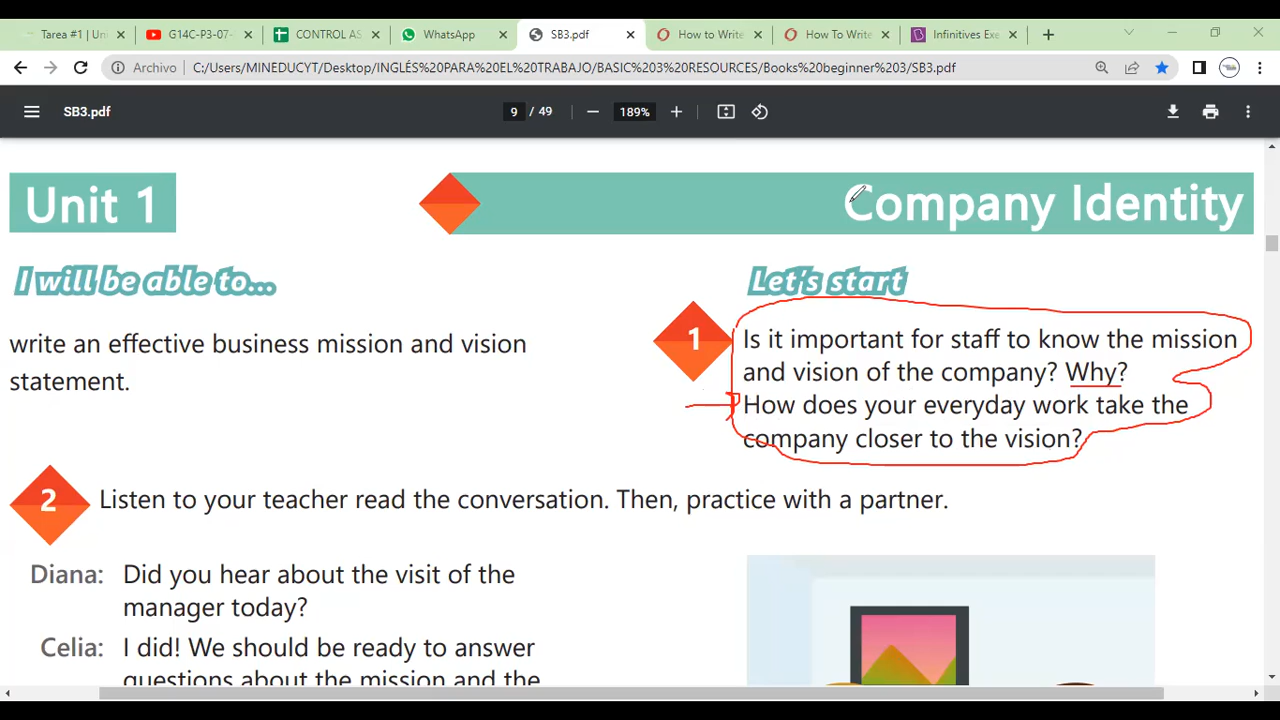 Tarea #1 | Uni
G14C-P3-07-
CONTROL AS
WhatsApp
SB3.pdf
How to Write
How To Write
Infinitives Exe
Archivo
C:/Users/MINEDUCYT/Desktop/INGLÉS%20PARA%20EL%20TRABAJO/BASIC%203%20RESOURCES/Books%20beginner%203/SB3.pdf
SB3.pdf
9 / 49
189%
Unit 1
Company Identity
I will be able to...
write an effective business mission and vision
statement.
Let's start
1
Is it important for staff to know the mission
and vision of the company? Why?
How does your everyday work take the
company closer to the vision?
2
Listen to your teacher read the conversation. Then, practice with a partner.
Diana: Did you hear about the visit of the
manager today?
Celia: I did! We should be ready to answer
questions about the mission and the